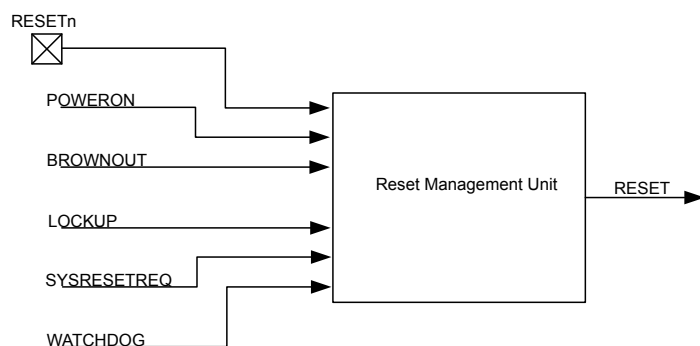 RESETn
POWERON
BROWNOUT
LOCKUP
SYSRESETREQ
WATCHDOG
Reset Management Unit
RESET